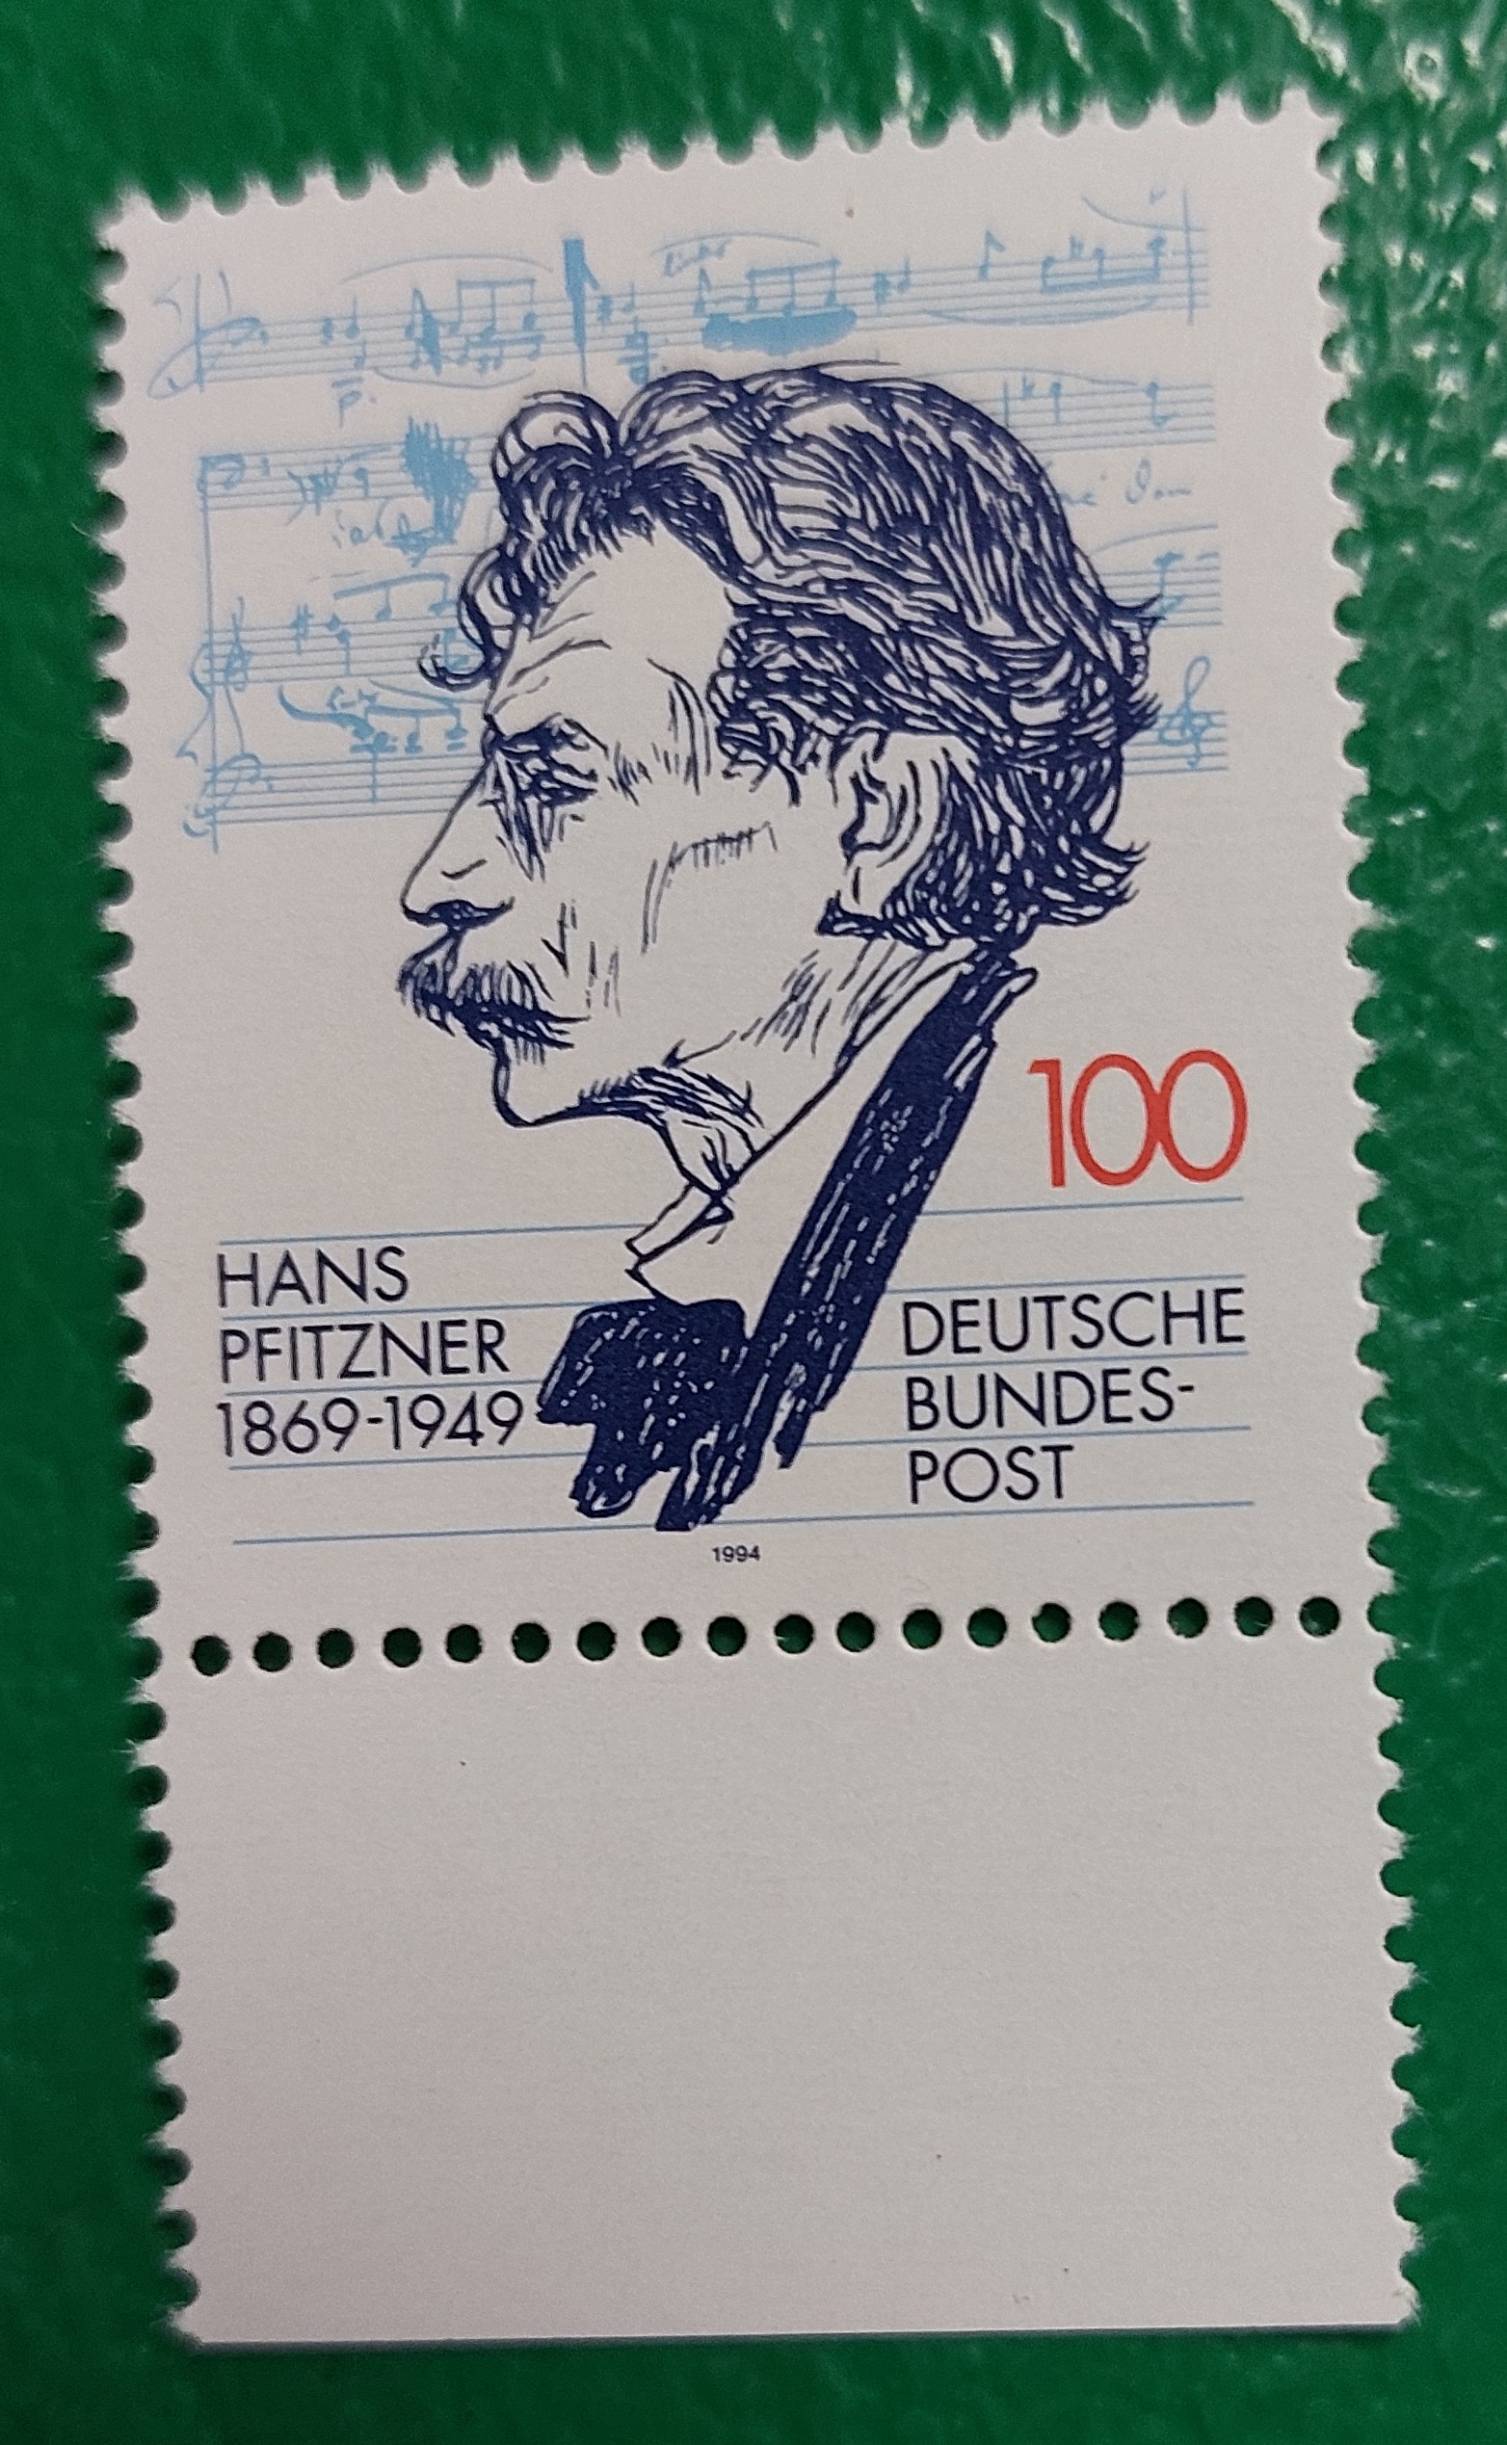 100
HANS
PFITZNER
1869-1949
DEUTSCHE
BUNDES-
POST
1994